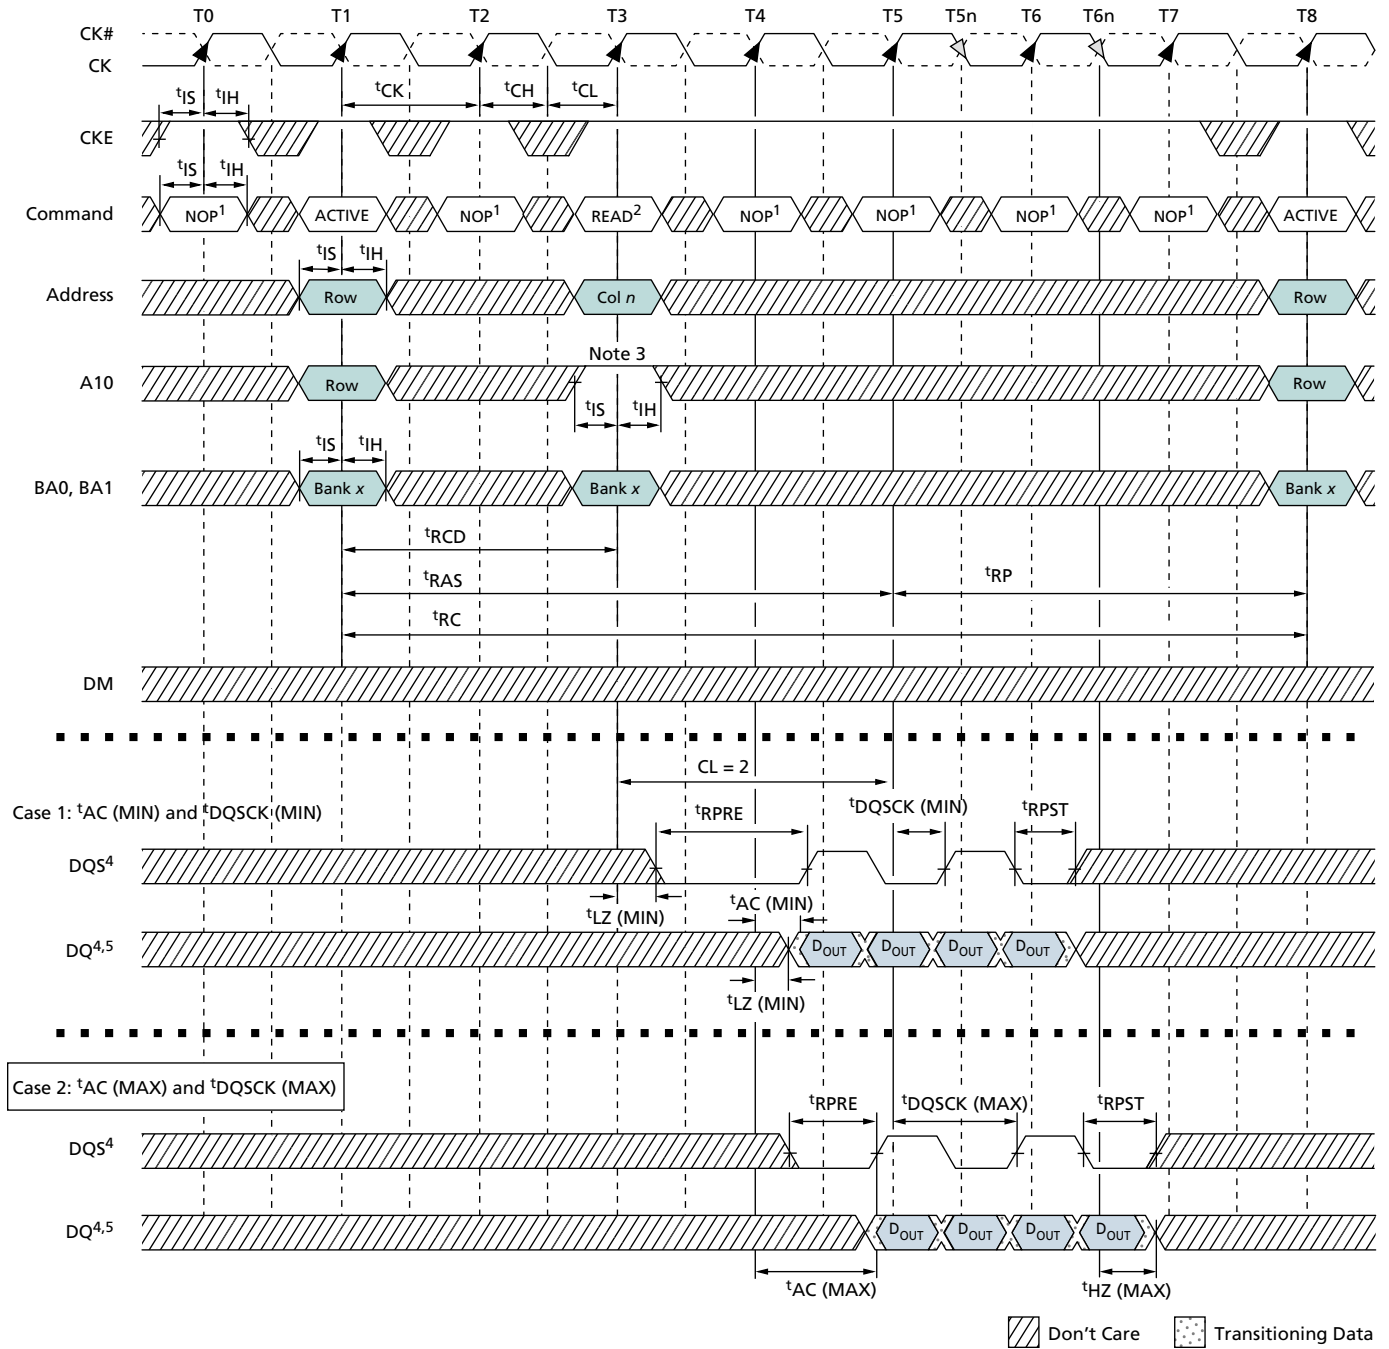 T0 T1 T2 T3 T4 T5 T5n T6 T6n T7 T8
CK#
CK
tCK tCH tCL
tIS tIH
CKE
tIS tIH
Command NOP1 ACTIVE NOP1 READ2 NOP1 NOP1 NOP1 NOP1 ACTIVE
tIS tIH
Address Row Col n Row
Note 3
A10 Row Row
tIS tIH
tIS tIH
BA0, BA1 Bank x Bank x Bank x
tRCD
tRAS tRP
tRC
DM
CL = 2
Case 1: tAC (MIN) and tDQSCK (MIN)
tRPRE tDQSCK (MIN) tRPST
DQS4
tLZ (MIN) tAC (MIN)
DQ4,5 DOUT DOUT DOUT DOUT
tLZ (MIN)
Case 2: tAC (MAX) and tDQSCK (MAX)
tRPRE tDQSCK (MAX) tRPST
DQS4
DQ4,5 DOUT DOUT DOUT DOUT
tAC (MAX) tHZ (MAX)
Don't Care Transitioning Data